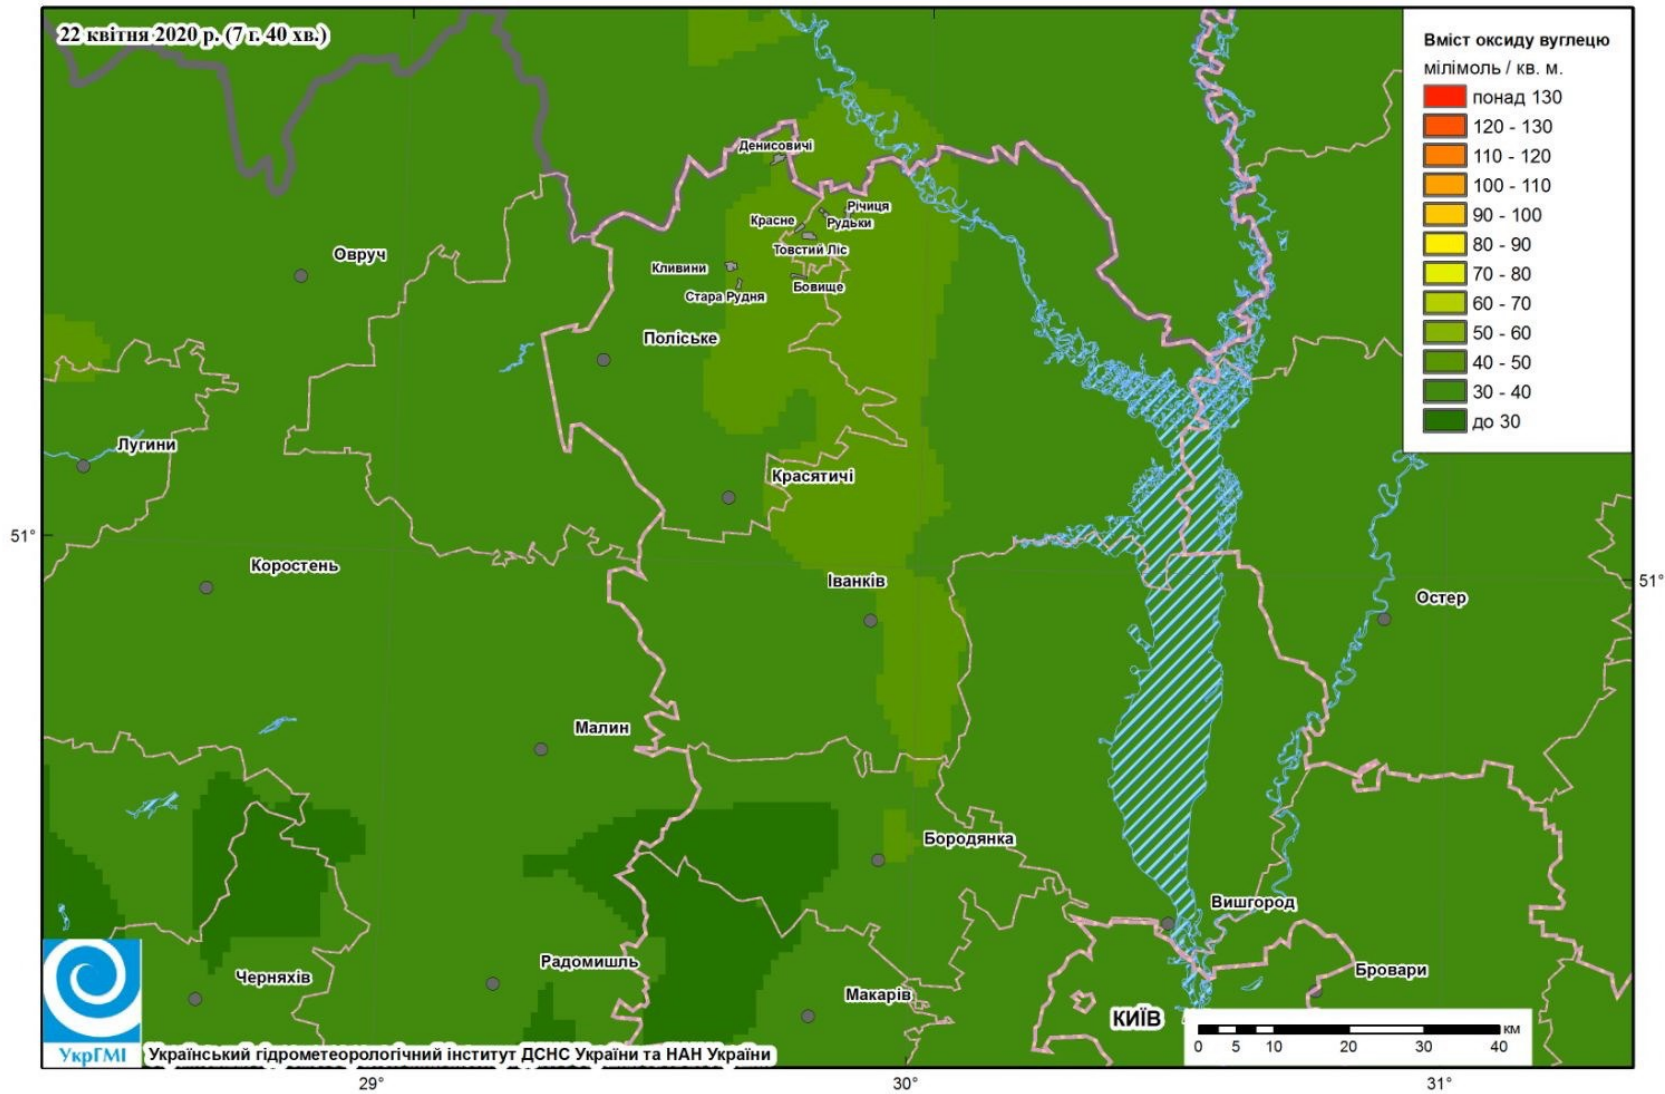 22 квітня 2020 р. (7 г. 40 хв.)
Вміст оксиду вуглецю
мілімоль / кв. м.
понад 130
120 - 130
110 - 120
100 - 110
90 - 100
80 - 90
70 - 80
60 - 70
50 - 60
40 - 50
30 - 40
до 30
Денисовичі
Річиця
Красне
Рудьки
Товстий Ліс
Овруч
Кливини
Бовище
Стара Рудня
Поліське
Лугини
Красятичі
51°
Коростень
Іванків
51°
Остер
Малин
Бородянка
Вишгород
Радомишль
Бровари
Черняхів
Макарів
КИЇВ
км
0 5 10 20 30 40
УкрГМІ
Український гідрометеорологічний інститут ДСНС України та НАН України
29° 30° 31°